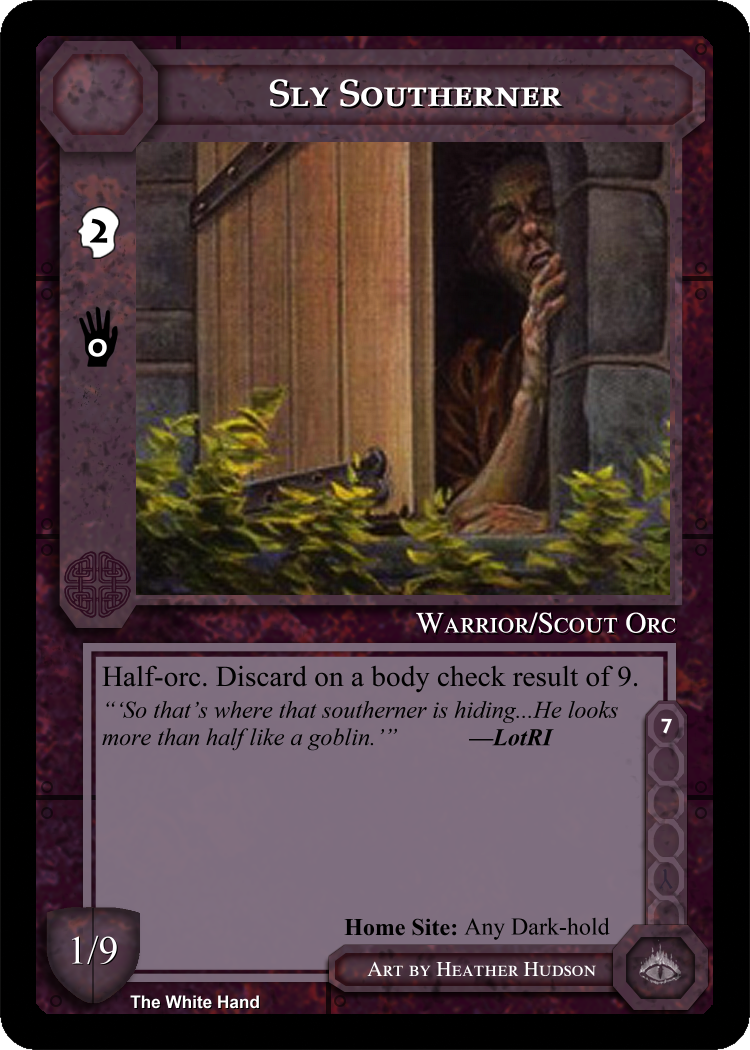 Sly Southerner
2
0
Warrior/Scout Orc
Half-orc. Discard on a body check result of 9.
“‘So that’s where that southerner is hiding...He looks
more than half like a goblin.’” —LotRI
7
Home Site: Any Dark-hold
1/9
Art by Heather Hudson
The White Hand